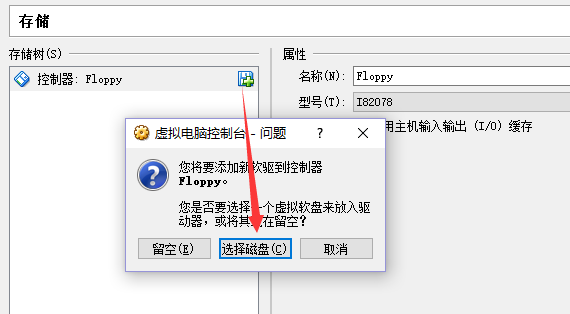 存储
存储树(S)
控制器: Floppy
属性
名称(N):
Floppy
型号(T):
I82078
用主机输入输出 (I/O) 缓存
虚拟电脑控制台 - 问题
?
您将要添加新软驱到控制器
Floppy。
您是否要选择一个虚拟软盘来放入驱
动器，或将其 在留空?
留空(E)
选择磁盘(C)
取消